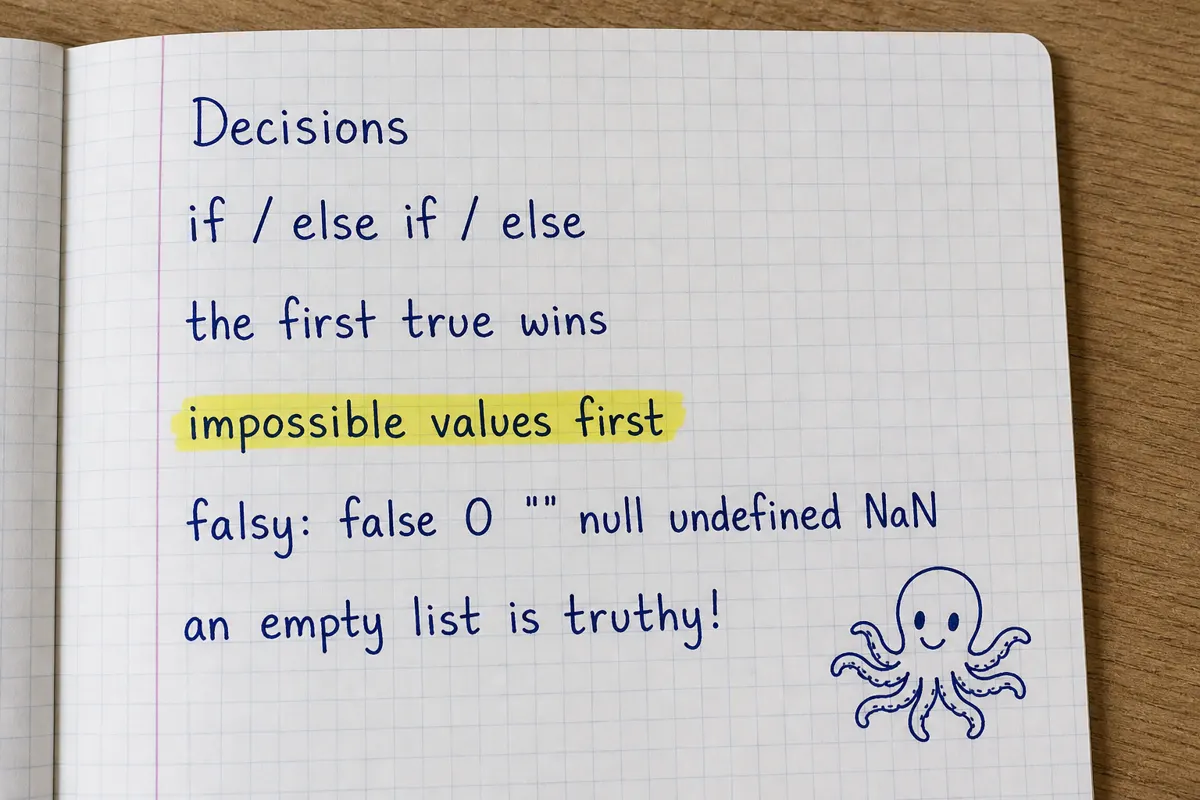 Decisions
if / else if / else
the first true wins
impossible values first
falsy: false 0 "" null undefined NaN
an empty list is truthy!